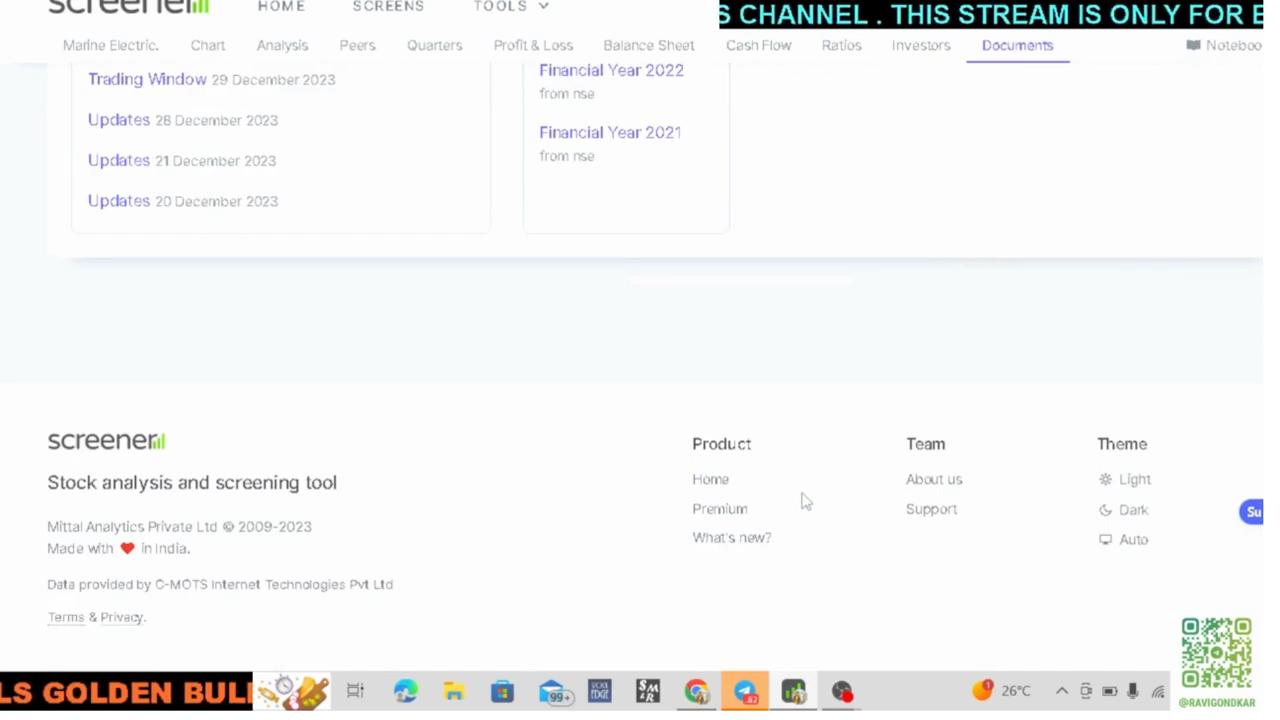 screener
HOME
SCREENS
TOOLS
S CHANNEL . THIS STREAM IS ONLY FOR E
Marine Electric.
Chart
Analysis
Peers
Quarters
Profit & Loss
Balance Sheet
Cash Flow
Ratios
Investors
Documents
Noteboo
Trading Window 29 December 2023
Updates 28 December 2023
Updates 21 December 2023
Updates 20 December 2023
Financial Year 2022
from nse
Financial Year 2021
from nse
screener
Stock analysis and screening tool
Mittal Analytics Private Ltd © 2009-2023
Made with ❤ in India.
Data provided by C-MOTS Internet Technologies Pvt Ltd
Terms & Privacy.
Product
Home
Premium
What's new?
Team
About us
Support
Theme
Light
Dark
Auto
Su
LS GOLDEN BUL
99+
26°C
@RAVIGONDKAR